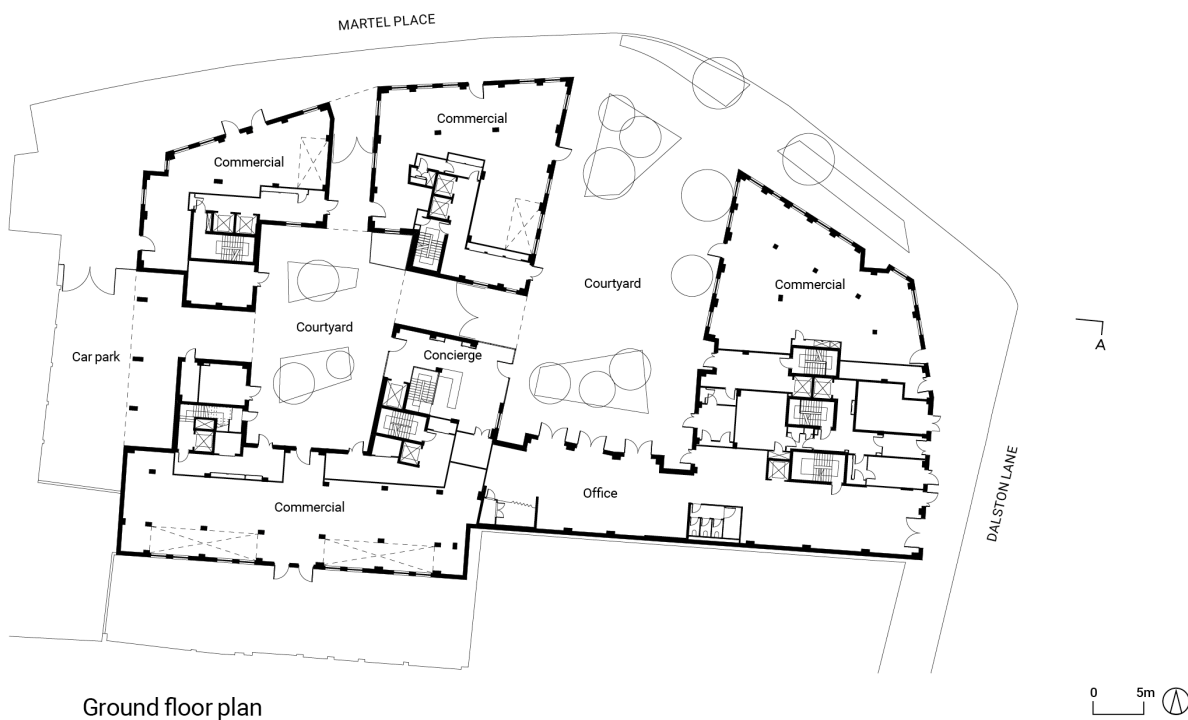 MARTEL PLACE
Commercial
Commercial
Courtyard
Commercial
Courtyard
Car park
Concierge
A
Commercial
Office
DALSTON LANE
Ground floor plan
0 5m